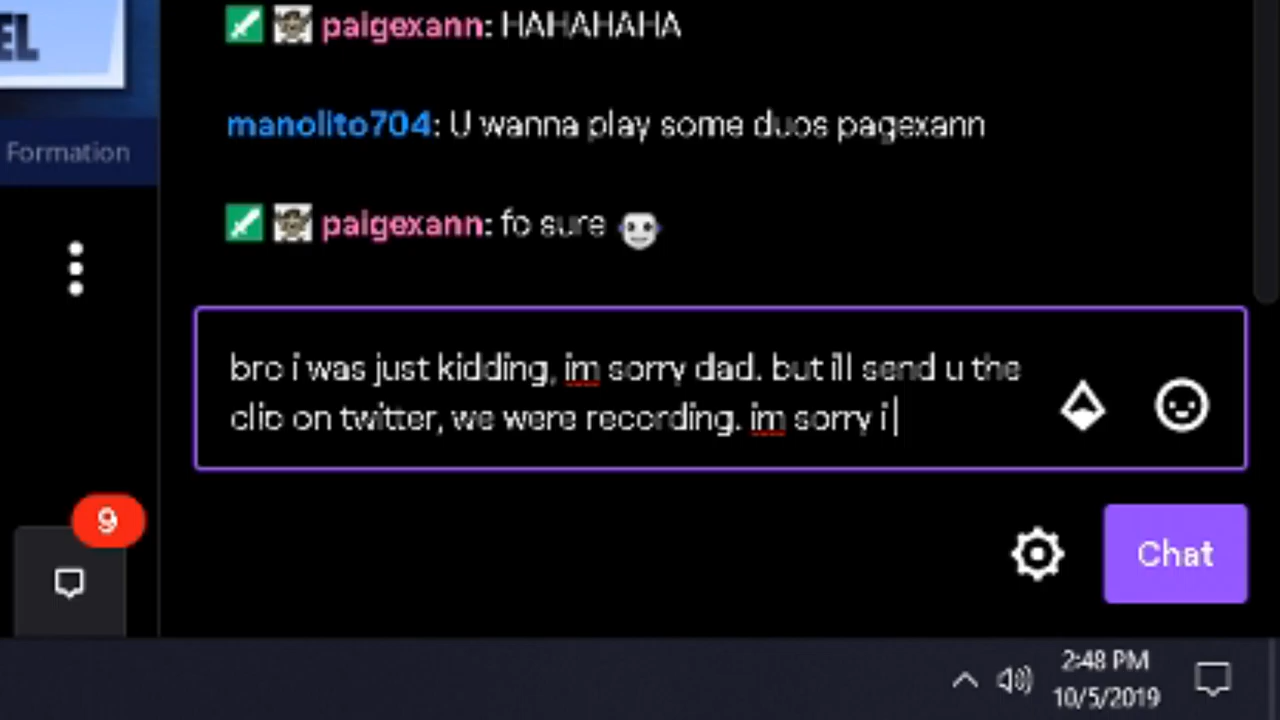 EL
paigexann: HAHAHAHA
manolito704: U wanna play some duos pagexann
Formation
paigexann: fo sure
bro i was just kidding, im sorry dad. but ill send u the
clip on twitter, we were recording. im sorry i
9
Chat
2:48 PM
10/5/2019